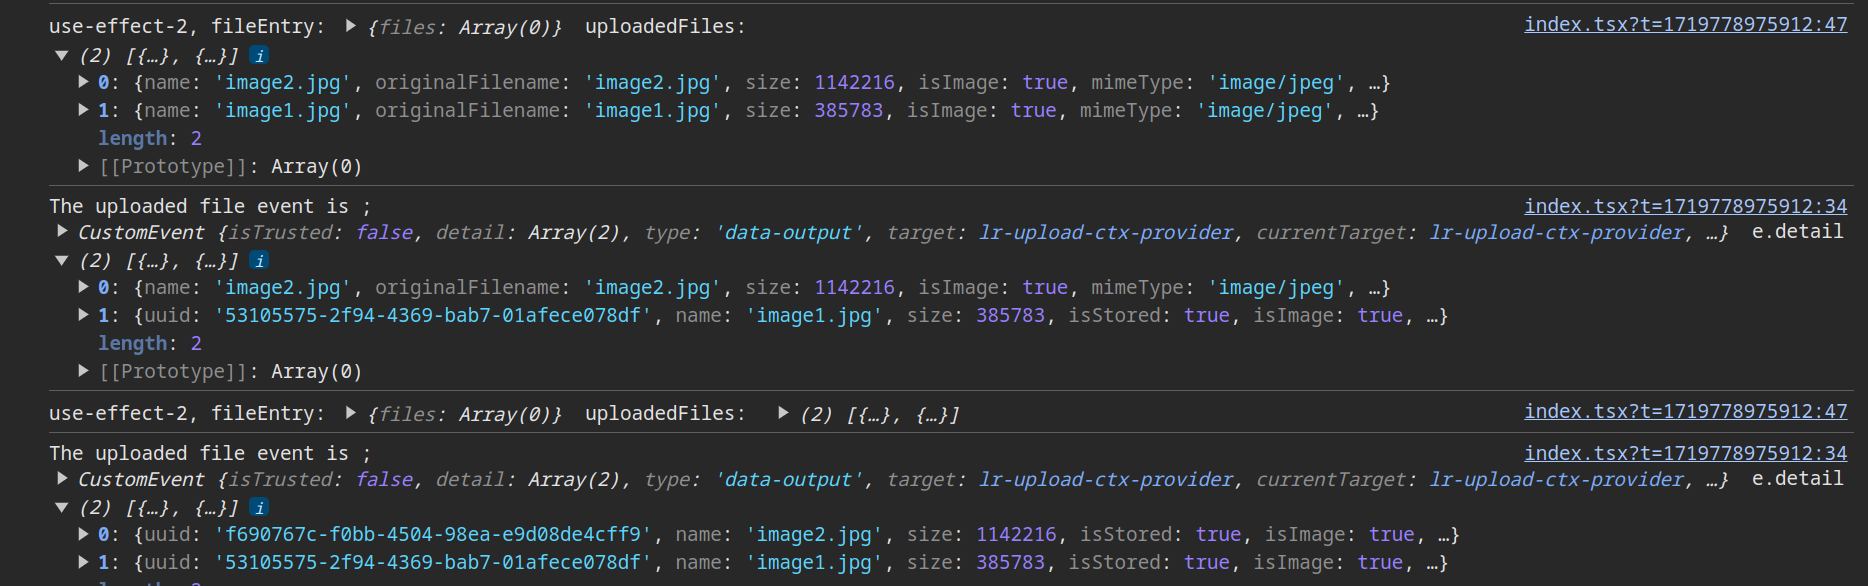 use-effect-2, fileEntry: ▶ {files: Array(0)} uploadedFiles: index.tsx?t=1719778975912:47
▼ (2) [{…}, {…}] i
▶ 0: {name: 'image2.jpg', originalFilename: 'image2.jpg', size: 1142216, isImage: true, mimeType: 'image/jpeg', …}
▶ 1: {name: 'image1.jpg', originalFilename: 'image1.jpg', size: 385783, isImage: true, mimeType: 'image/jpeg', …}
length: 2
▶ [[Prototype]]: Array(0)
The uploaded file event is ; index.tsx?t=1719778975912:34
▶ CustomEvent {isTrusted: false, detail: Array(2), type: 'data-output', target: lr-upload-ctx-provider, currentTarget: lr-upload-ctx-provider, …} e.detail
▼ (2) [{…}, {…}] i
▶ 0: {name: 'image2.jpg', originalFilename: 'image2.jpg', size: 1142216, isImage: true, mimeType: 'image/jpeg', …}
▶ 1: {uuid: '53105575-2f94-4369-bab7-01afece078df', name: 'image1.jpg', size: 385783, isStored: true, isImage: true, …}
length: 2
▶ [[Prototype]]: Array(0)
use-effect-2, fileEntry: ▶ {files: Array(0)} uploadedFiles: ▶ (2) [{…}, {…}] index.tsx?t=1719778975912:47
The uploaded file event is ; index.tsx?t=1719778975912:34
▶ CustomEvent {isTrusted: false, detail: Array(2), type: 'data-output', target: lr-upload-ctx-provider, currentTarget: lr-upload-ctx-provider, …} e.detail
▼ (2) [{…}, {…}] i
▶ 0: {uuid: 'f690767c-f0bb-4504-98ea-e9d08de4cff9', name: 'image2.jpg', size: 1142216, isStored: true, isImage: true, …}
▶ 1: {uuid: '53105575-2f94-4369-bab7-01afece078df', name: 'image1.jpg', size: 385783, isStored: true, isImage: true, …}